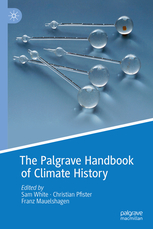 The Palgrave Handbook
of Climate History
Edited by
Sam White · Christian Pfister
Franz Mauelshagen
palgrave
macmillan